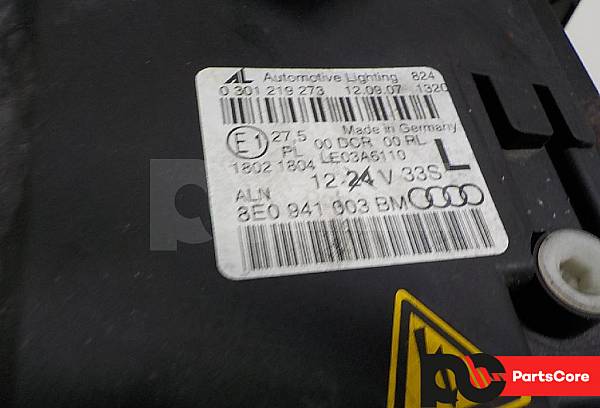 AL Automotive Lighting 824
0 301 219 273 12.09.07 1320
E1 27,5 Made in Germany
PL 00 DCR 00 RL
1802 1804 LE03A6110 L
12-24 V 33S
ALN
8E0 941 003 BM
pc PartsCore